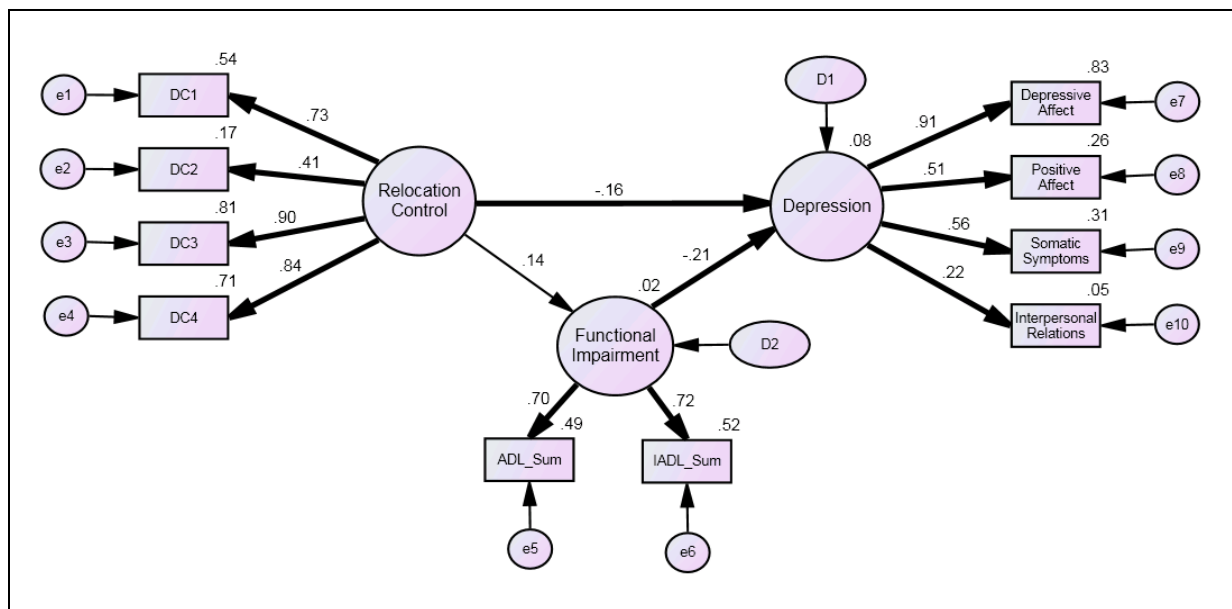 .54
e1
DC1
.73
.17
e2
DC2
.41
.81
e3
DC3
.90
.71
e4
DC4
.84
Relocation
Control
-.16
.14
D1
.08
Depression
-.21
.02
Functional
Impairment
D2
.70
.49
ADL_Sum
e5
.72
.52
IADL_Sum
e6
.91
.83
Depressive
Affect
e7
.51
.26
Positive
Affect
e8
.56
.31
Somatic
Symptoms
e9
.22
.05
Interpersonal
Relations
e10